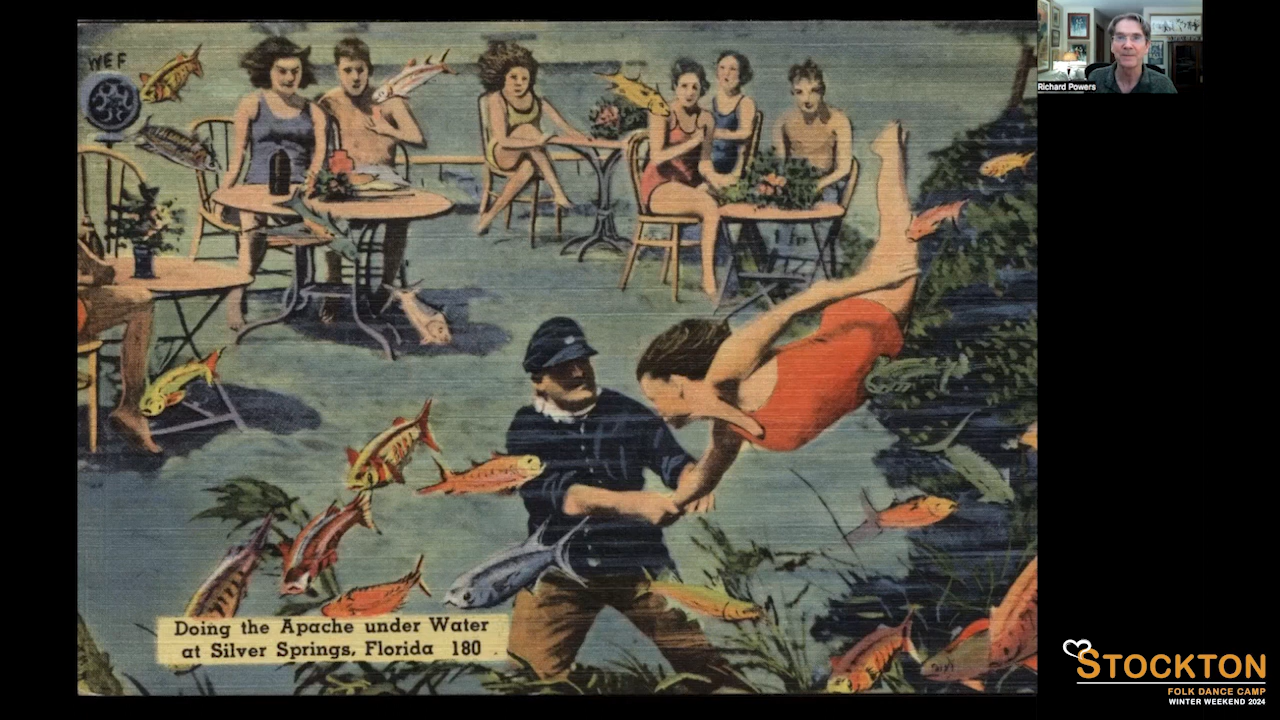 WEF
Richard Powers
Doing the Apache under Water
at Silver Springs, Florida 180
STOCKTON
FOLK DANCE CAMP
WINTER WEEKEND 2024